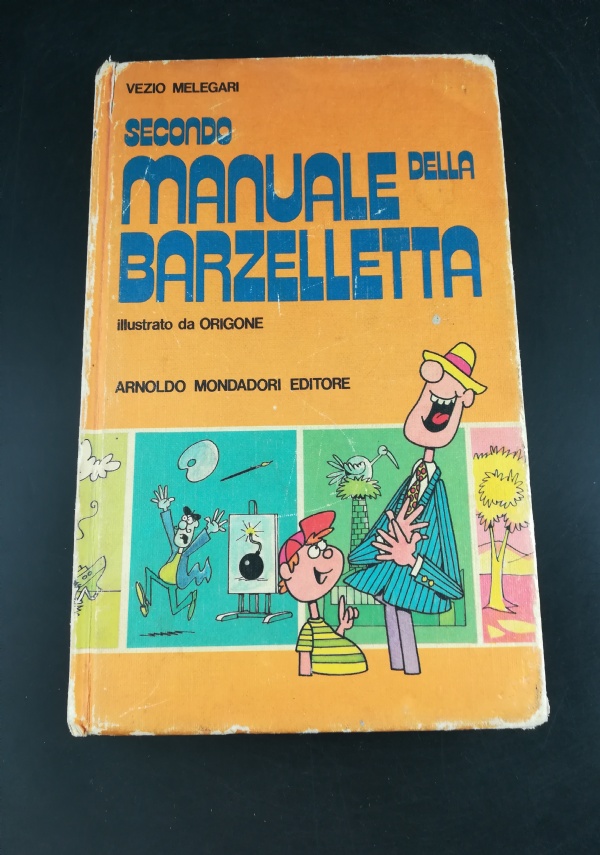 VEZIO MELEGARI
SECONDO
MANUALE DELLA
BARZELLETTA
illustrato da ORIGONE
ARNOLDO MONDADORI EDITORE